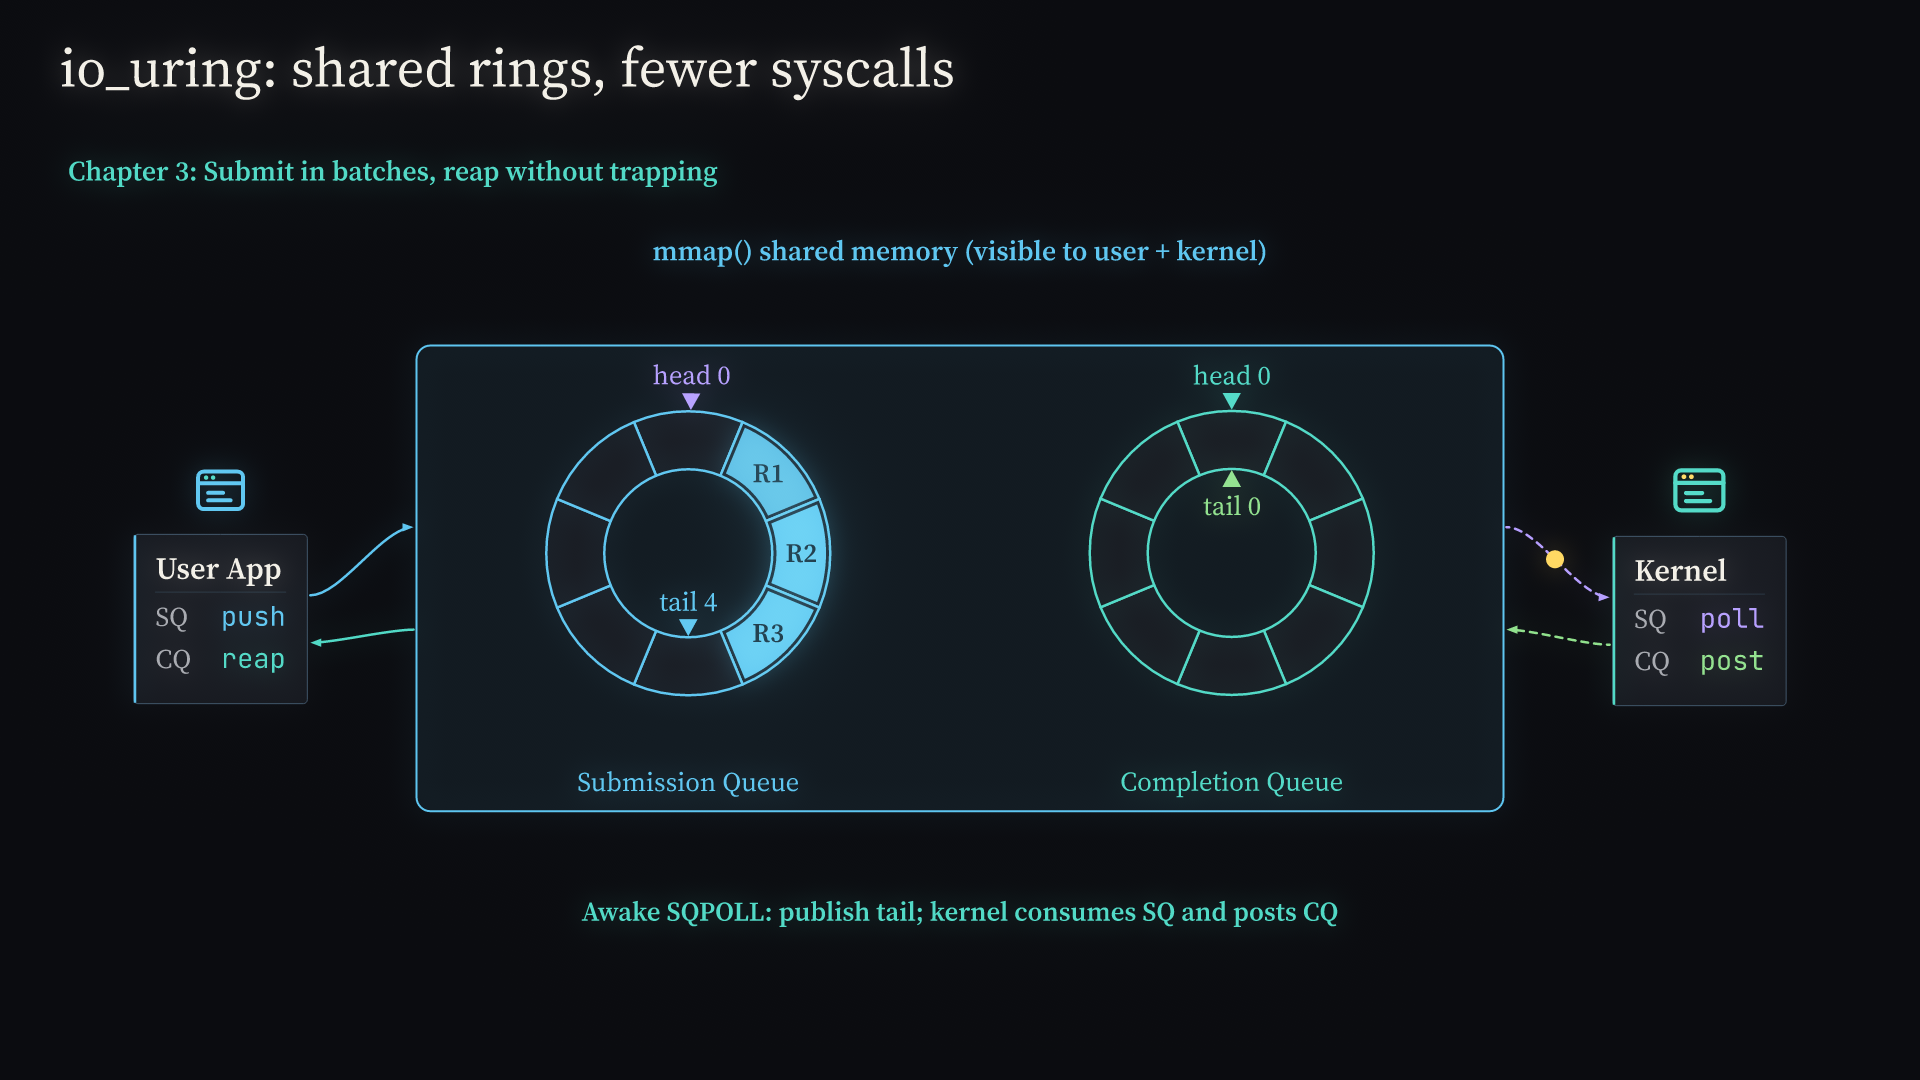 io_uring: shared rings, fewer syscalls
Chapter 3: Submit in batches, reap without trapping
mmap() shared memory (visible to user + kernel)
head 0
head 0
R1
R2
R3
tail 4
tail 0
User App
SQ push
CQ reap
Kernel
SQ poll
CQ post
Submission Queue
Completion Queue
Awake SQPOLL: publish tail; kernel consumes SQ and posts CQ